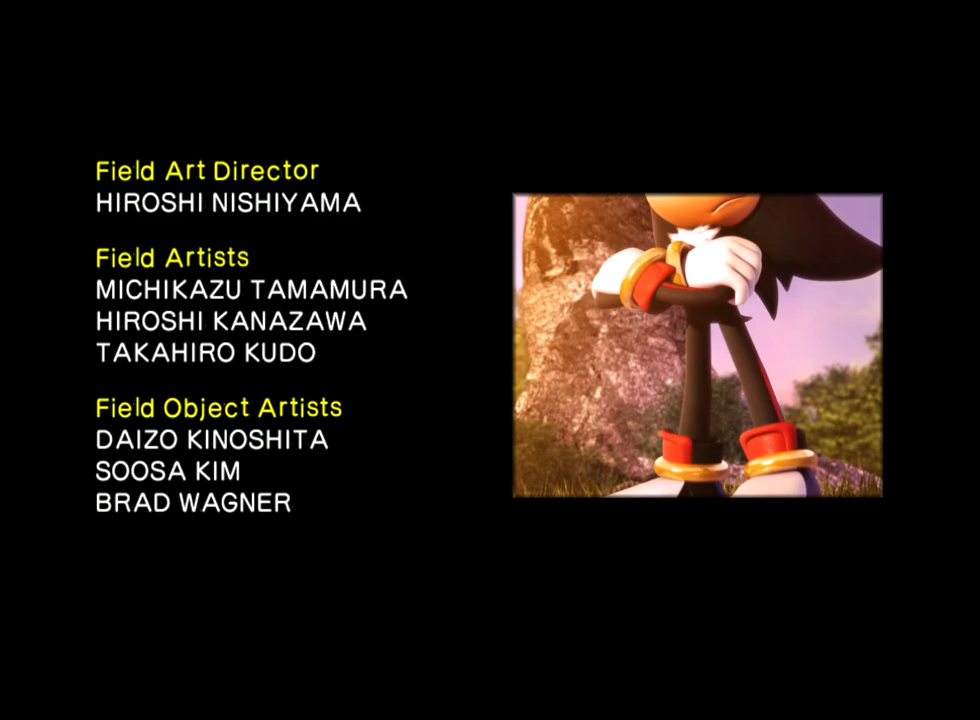 Field Art Director
HIROSHI NISHIYAMA
Field Artists
MICHIKAZU TAMAMURA
HIROSHI KANAZAWA
TAKAHIRO KUDO
Field Object Artists
DAIZO KINOSHITA
SOOSA KIM
BRAD WAGNER